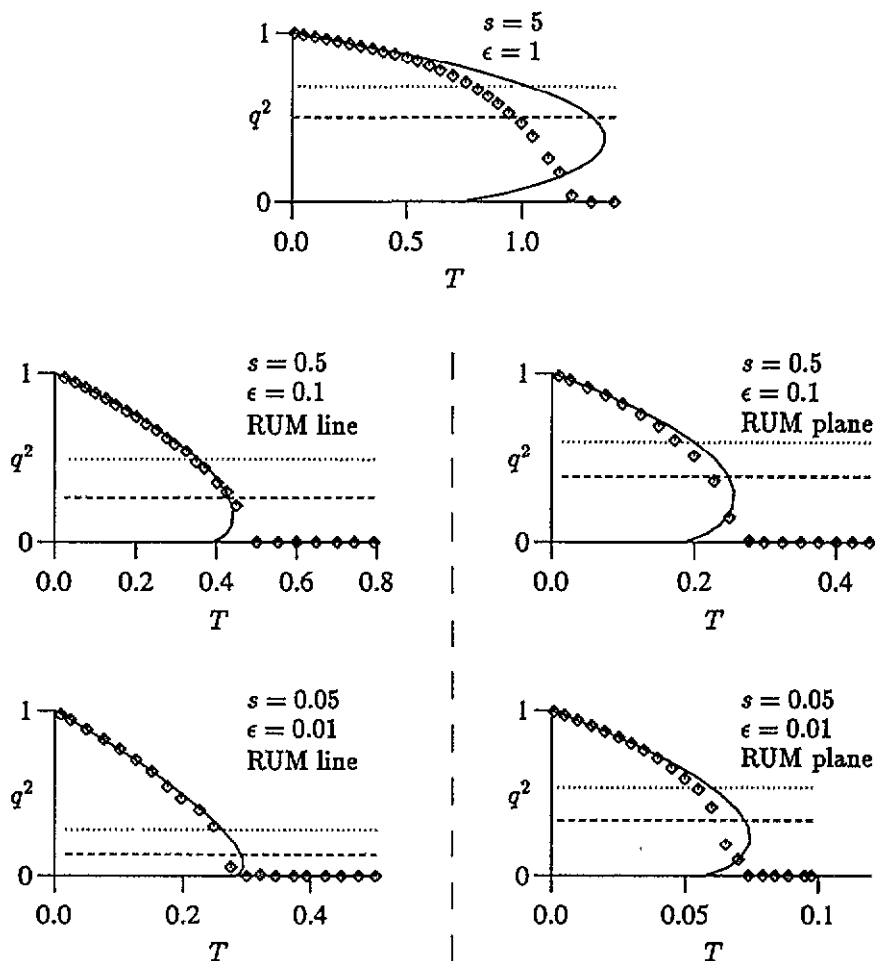 s = 5
ϵ = 1
1
q²
0
0.0 0.5 1.0
T
s = 0.5
ϵ = 0.1
RUM line
1
q²
0
0.0 0.2 0.4 0.6 0.8
T
s = 0.5
ϵ = 0.1
RUM plane
1
q²
0
0.0 0.2 0.4
T
s = 0.05
ϵ = 0.01
RUM line
1
q²
0
0.0 0.2 0.4
T
s = 0.05
ϵ = 0.01
RUM plane
1
q²
0
0.0 0.05 0.1
T